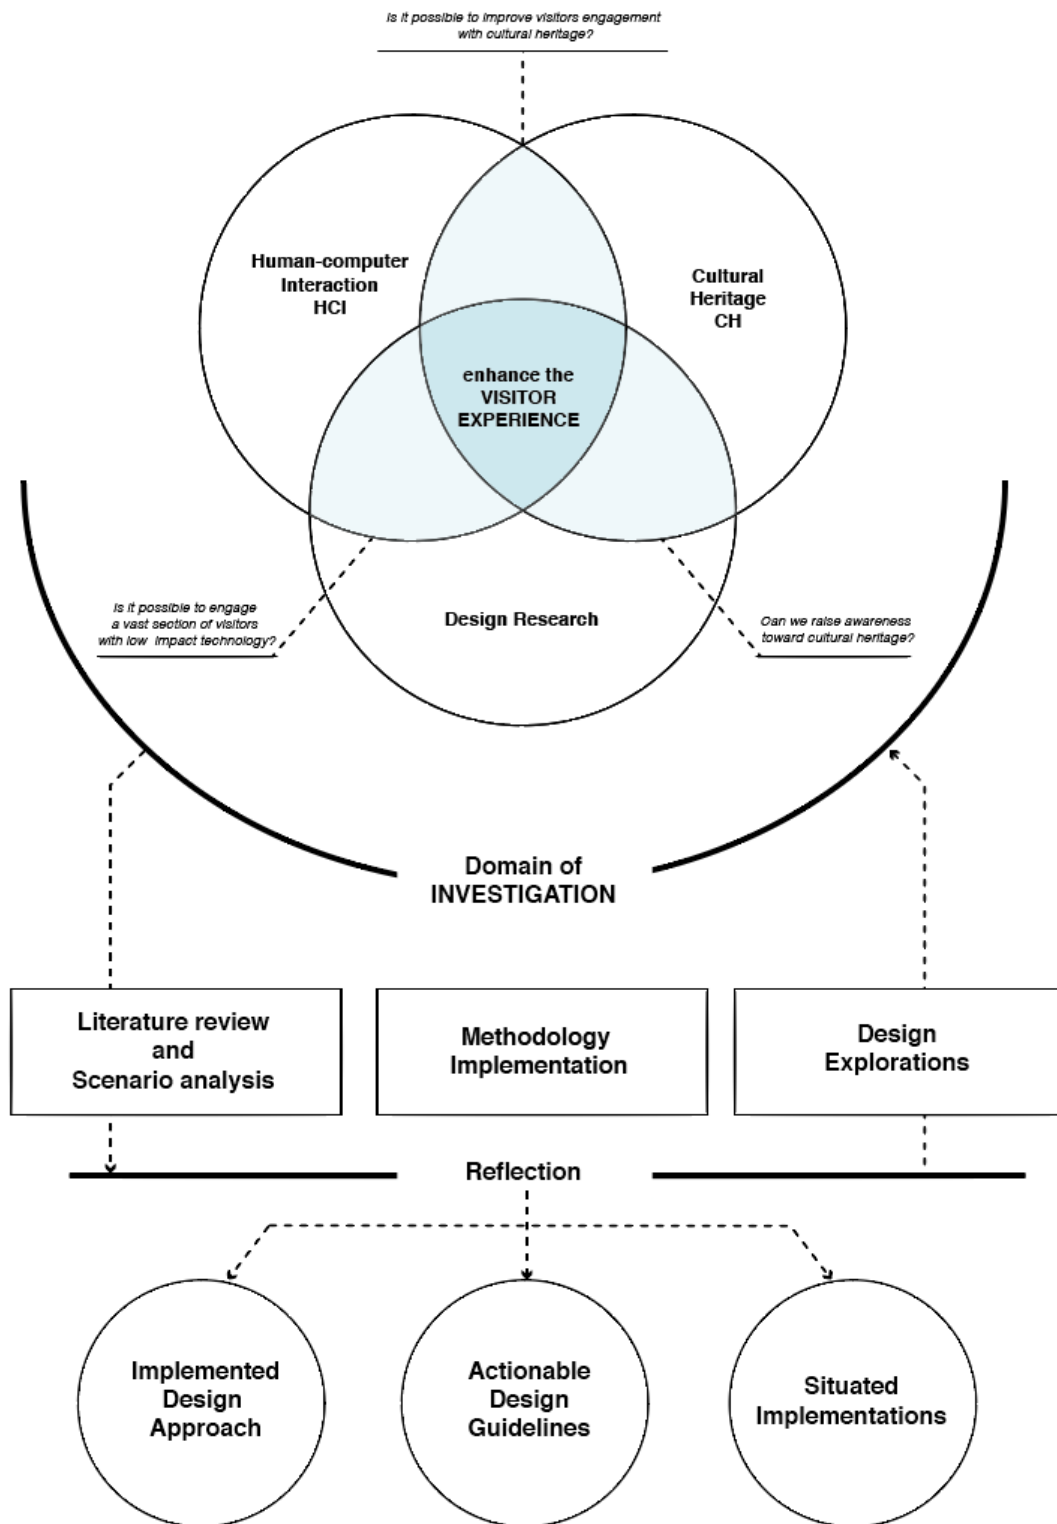 Is it possible to improve visitors engagement
with cultural heritage?
Human-computer
Interaction
HCI
Cultural
Heritage
CH
enhance the
VISITOR
EXPERIENCE
Is it possible to engage
a vast section of visitors
with low impact technology?
Design Research
Can we raise awareness
toward cultural heritage?
Domain of
INVESTIGATION
Literature review
and
Scenario analysis
Methodology
Implementation
Design
Explorations
Reflection
Implemented
Design
Approach
Actionable
Design
Guidelines
Situated
Implementations